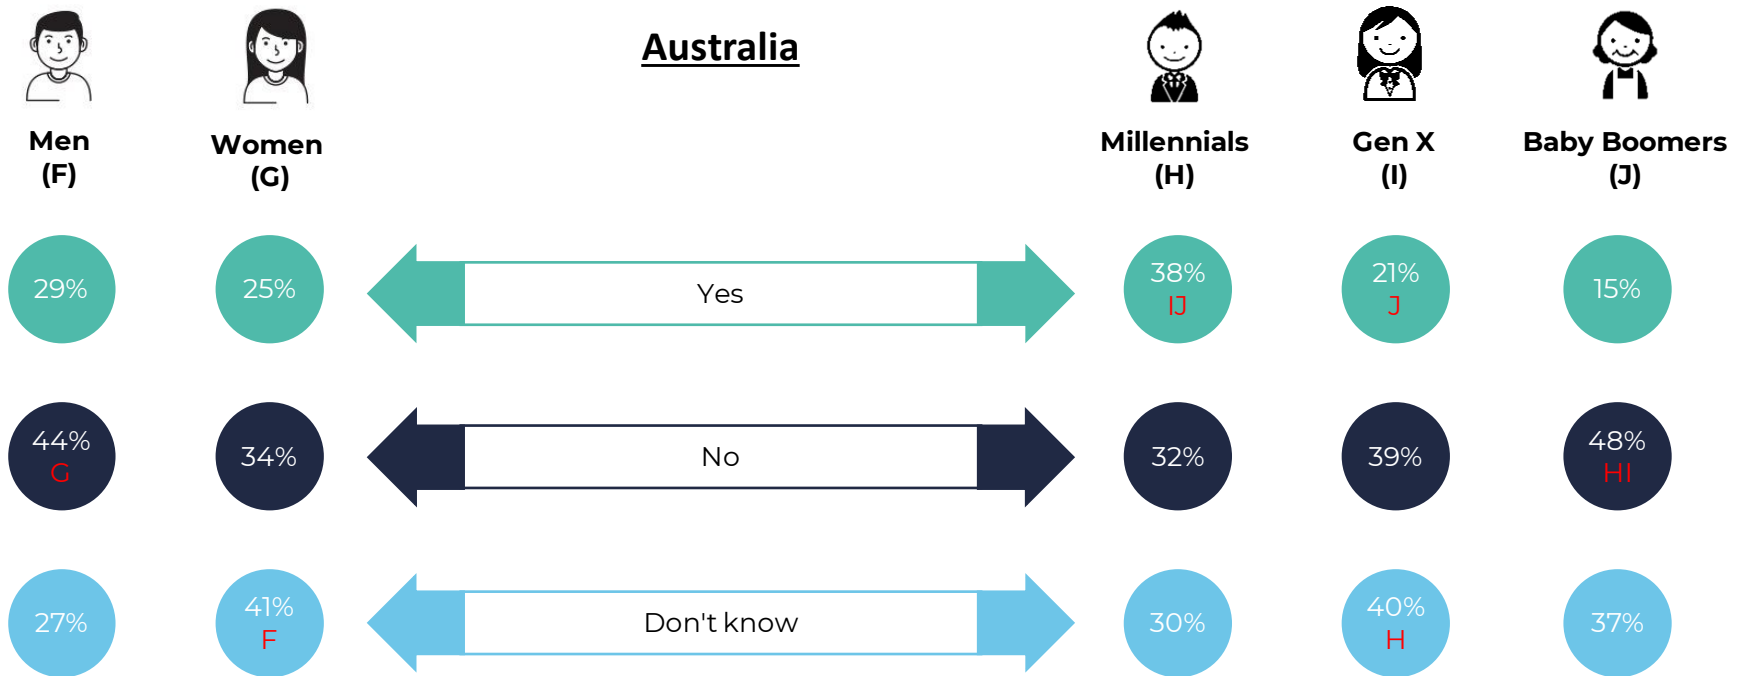 Australia
Men
(F)
Women
(G)
Millennials
(H)
Gen X
(I)
Baby Boomers
(J)
29%
25%
Yes
38%
IJ
21%
J
15%
44%
G
34%
No
32%
39%
48%
HI
27%
41%
F
Don't know
30%
40%
H
37%